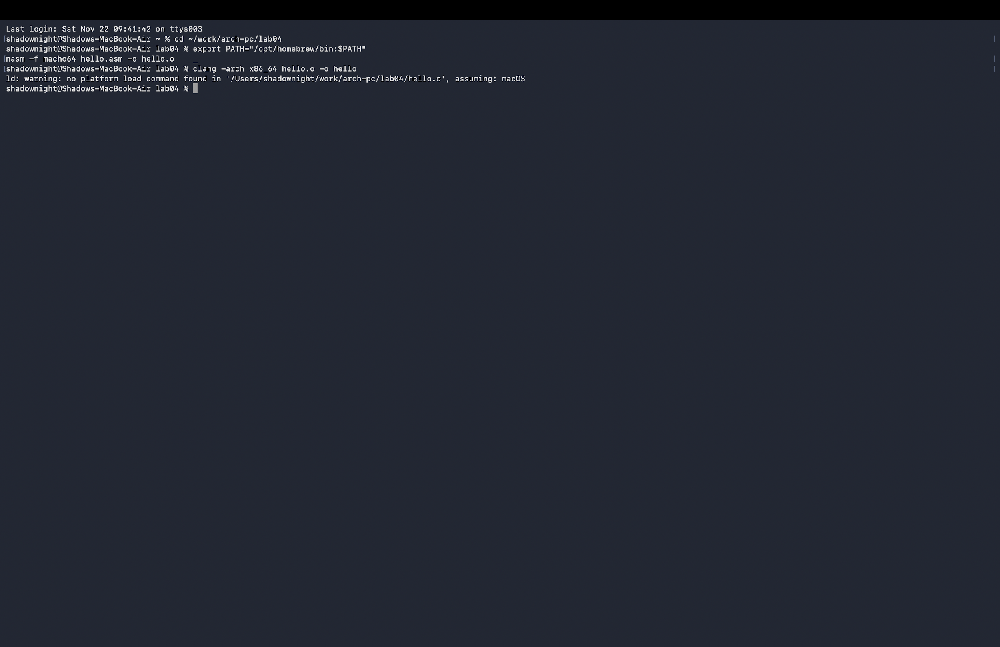 Last login: Sat Nov 22 09:41:42 on ttys003
[shadownight@Shadows-MacBook-Air ~ % cd ~/work/arch-pc/lab04 ]
shadownight@Shadows-MacBook-Air lab04 % export PATH="/opt/homebrew/bin:$PATH"
[nasm -f macho64 hello.asm -o hello.o _ ]
[shadownight@Shadows-MacBook-Air lab04 % clang -arch x86_64 hello.o -o hello ]
ld: warning: no platform load command found in '/Users/shadownight/work/arch-pc/lab04/hello.o', assuming: macOS
shadownight@Shadows-MacBook-Air lab04 %